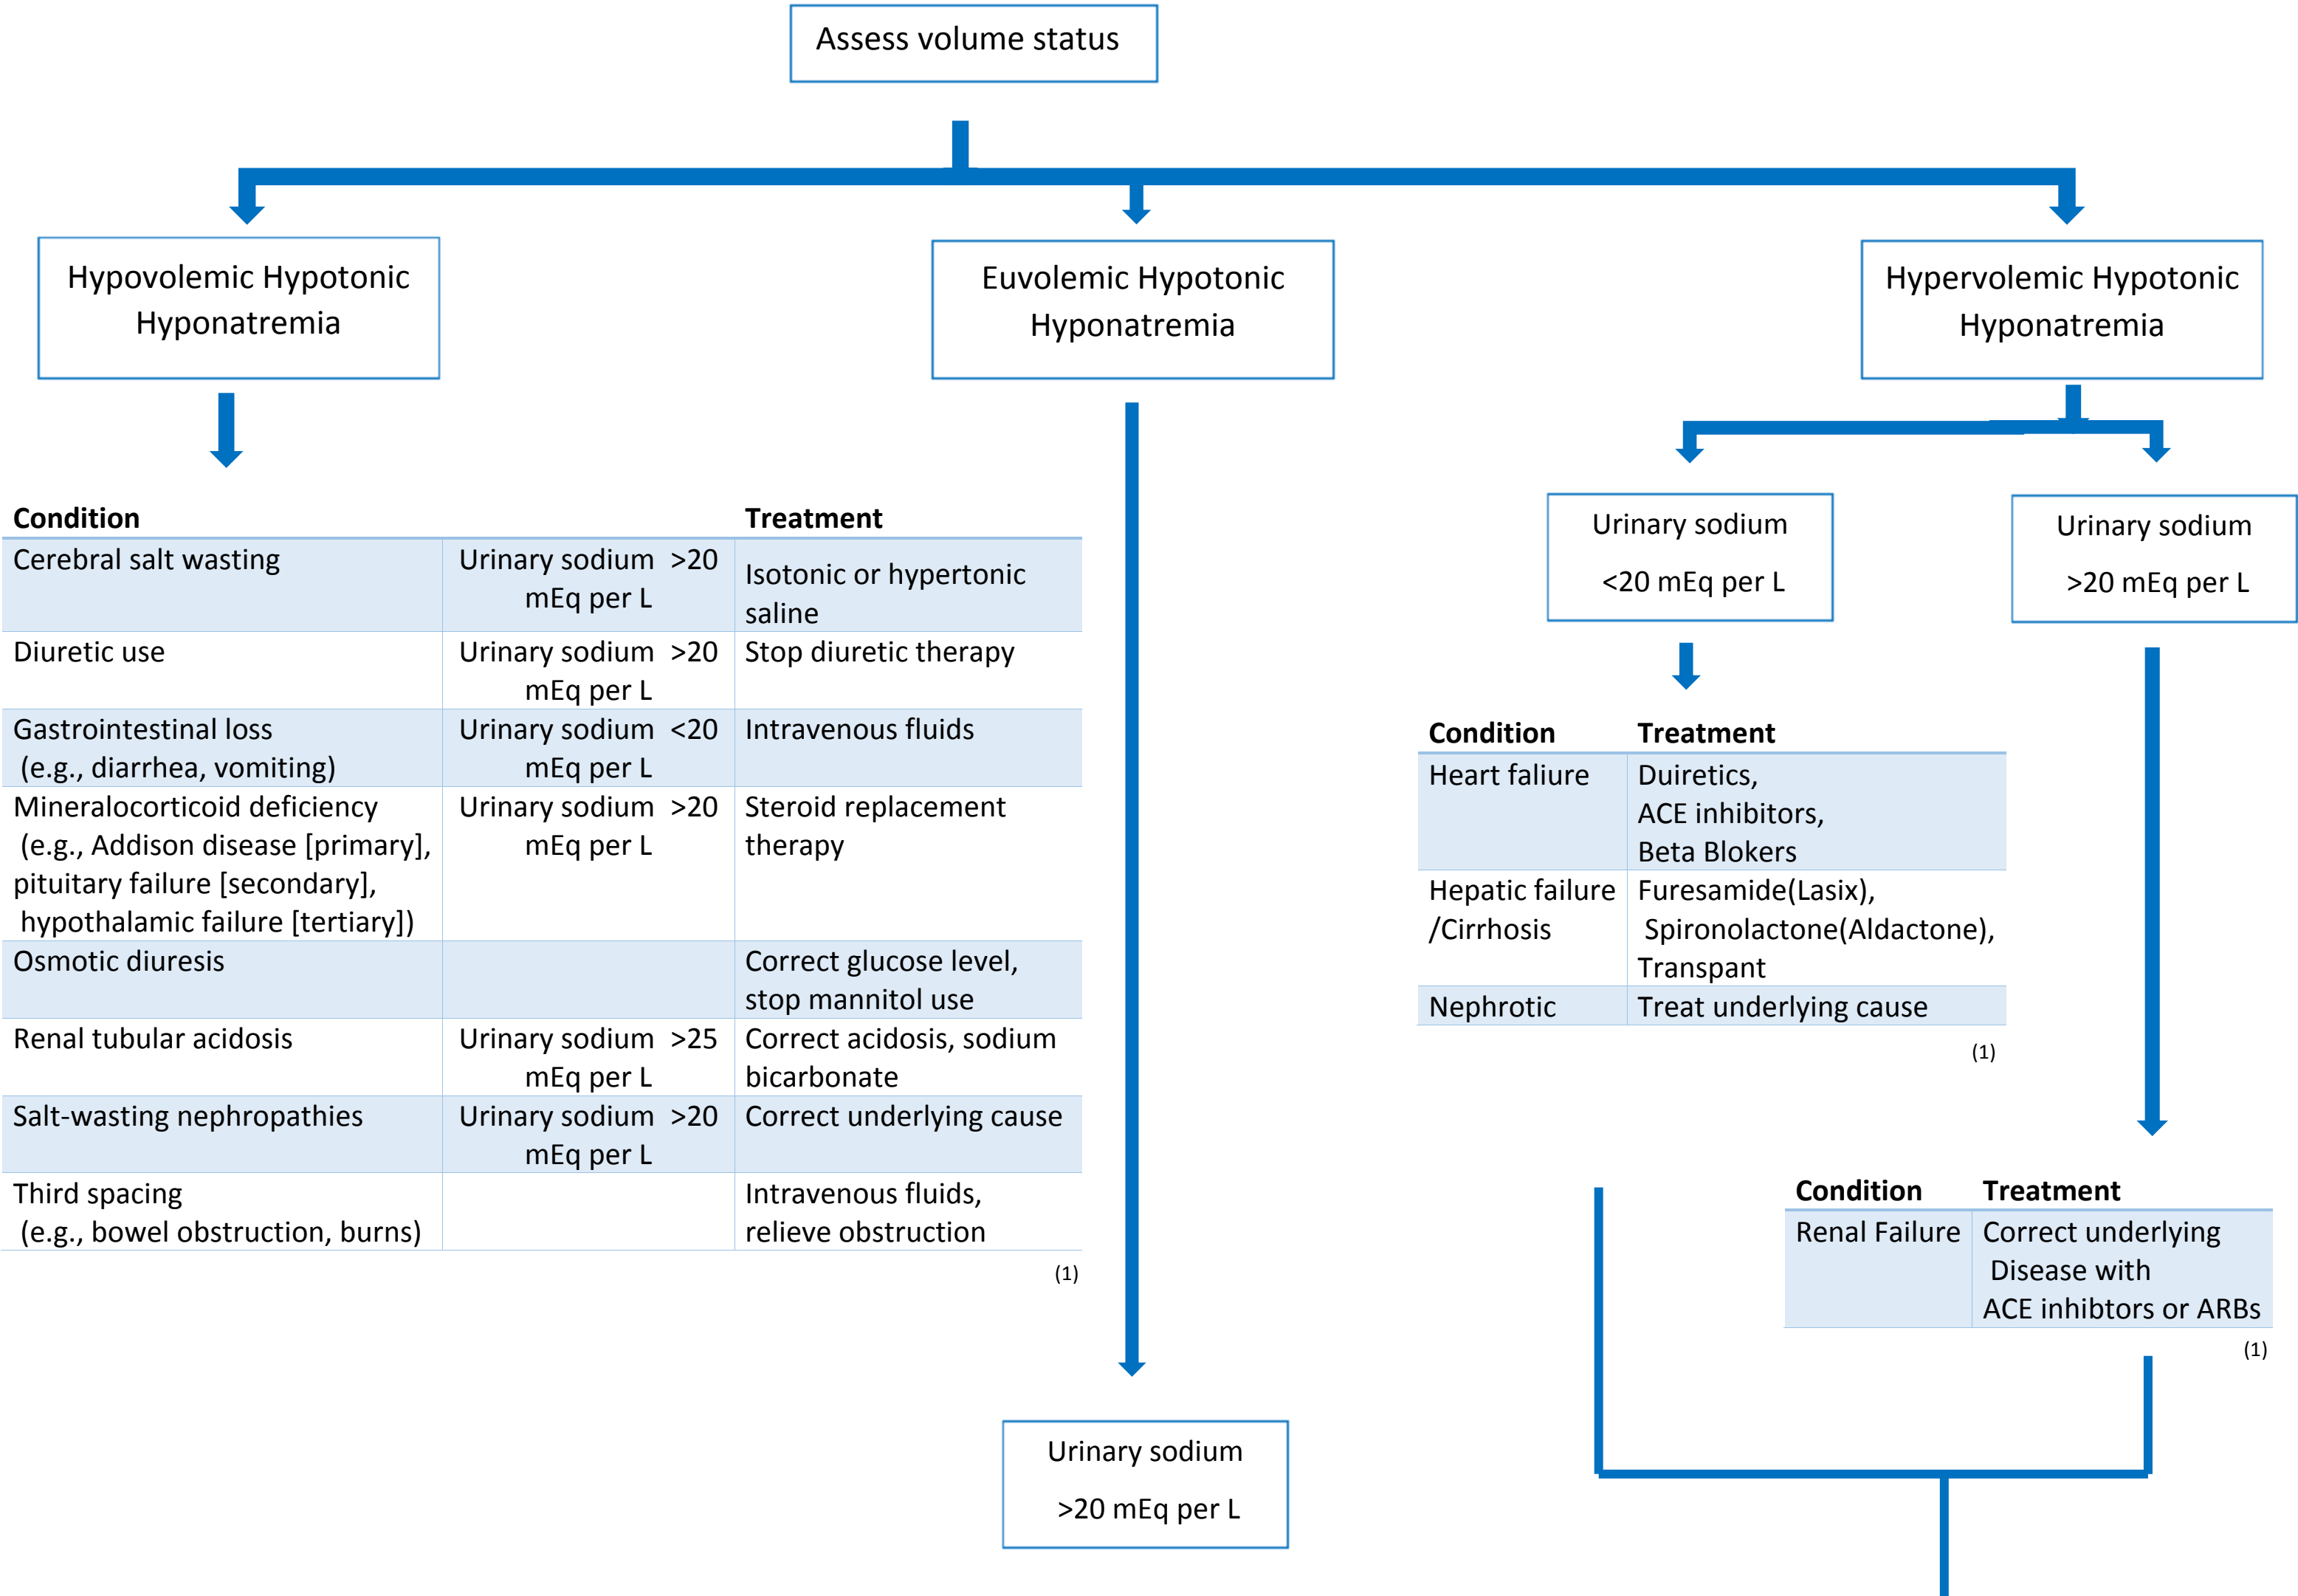 Assess volume status
Hypovolemic Hypotonic
Hyponatremia
Euvolemic Hypotonic
Hyponatremia
Hypervolemic Hypotonic
Hyponatremia
Condition
Treatment
Cerebral salt wasting
Urinary sodium >20
mEq per L
Isotonic or hypertonic
saline
Diuretic use
Urinary sodium >20
mEq per L
Stop diuretic therapy
Gastrointestinal loss
(e.g., diarrhea, vomiting)
Urinary sodium <20
mEq per L
Intravenous fluids
Mineralocorticoid deficiency
(e.g., Addison disease [primary],
pituitary failure [secondary],
hypothalamic failure [tertiary])
Urinary sodium >20
mEq per L
Steroid replacement
therapy
Osmotic diuresis
Correct glucose level,
stop mannitol use
Renal tubular acidosis
Urinary sodium >25
mEq per L
Correct acidosis, sodium
bicarbonate
Salt-wasting nephropathies
Urinary sodium >20
mEq per L
Correct underlying cause
Third spacing
(e.g., bowel obstruction, burns)
Intravenous fluids,
relieve obstruction
(1)
Urinary sodium
>20 mEq per L
Urinary sodium
<20 mEq per L
Urinary sodium
>20 mEq per L
Condition
Treatment
Heart faliure
Duiretics,
ACE inhibitors,
Beta Blokers
Hepatic failure
/Cirrhosis
Furesamide(Lasix),
Spironolactone(Aldactone),
Transpant
Nephrotic
Treat underlying cause
(1)
Condition
Treatment
Renal Failure
Correct underlying
Disease with
ACE inhibtors or ARBs
(1)